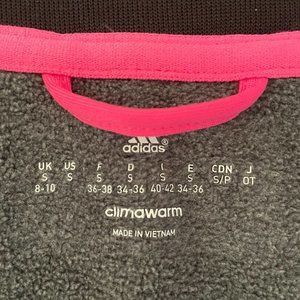 adidas
UK US F D L E CDN J
S S S S S S S/P OT
8-10 36-38 34-36 40-42 34-36
climawarm
MADE IN VIETNAM